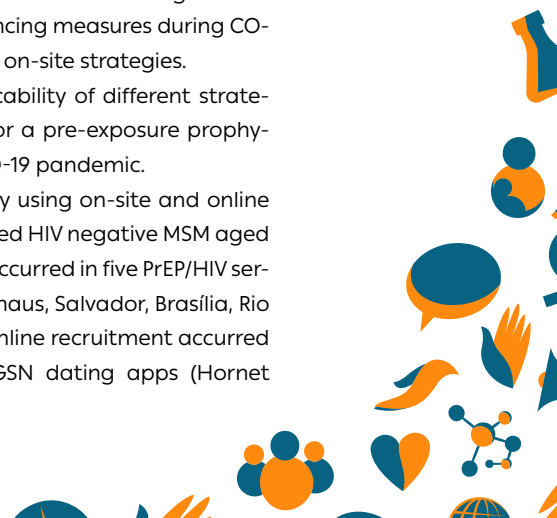 ncing measures during CO-
on-site strategies.
cability of different strate-
or a pre-exposure prophy-
-19 pandemic.
y using on-site and online
ed HIV negative MSM aged
ccurred in five PrEP/HIV ser-
naus, Salvador, Brasília, Rio
nline recruitment accurred
GSN dating apps (Hornet